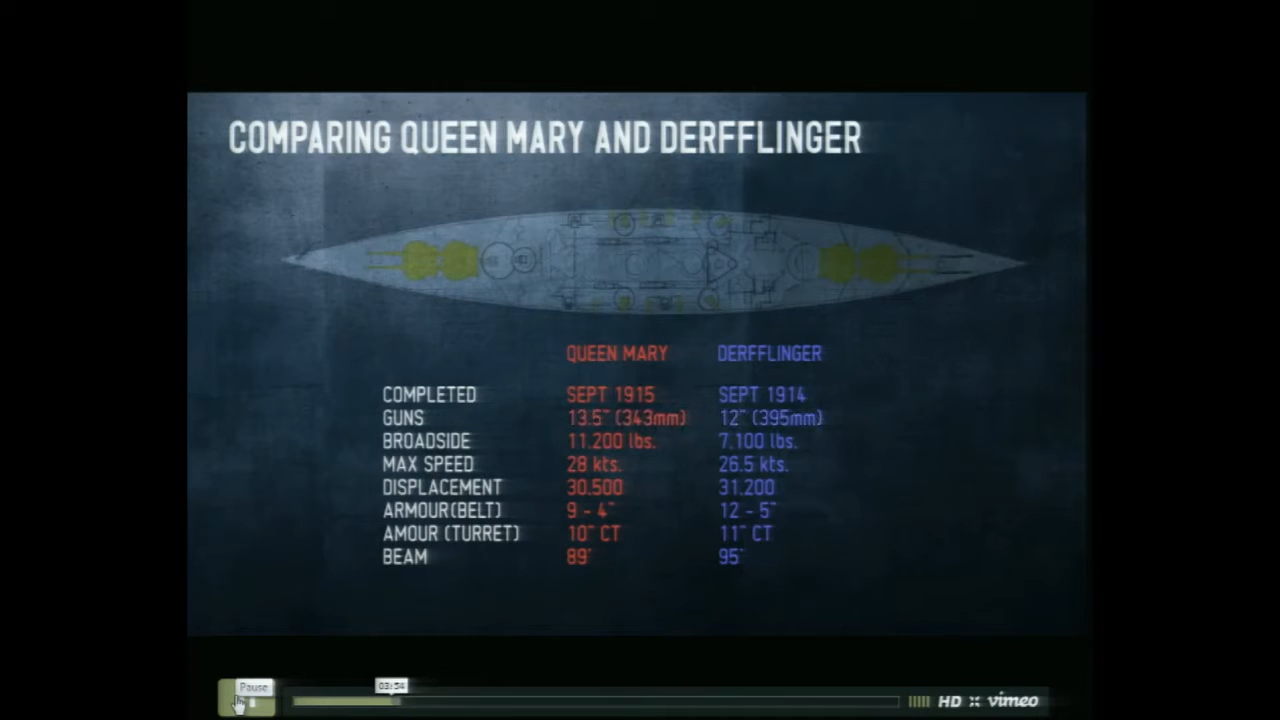 COMPARING QUEEN MARY AND DERFFLINGER
QUEEN MARY DERFFLINGER
COMPLETED SEPT 1915 SEPT 1914
GUNS 13.5" (343mm) 12" (395mm)
BROADSIDE 11.200 lbs. 7.100 lbs.
MAX SPEED 28 kts. 26.5 kts.
DISPLACEMENT 30.500 31.200
ARMOUR(BELT) 9 - 4" 12 - 5"
AMOUR (TURRET) 10" CT 11" CT
BEAM 89' 95'
Pause 03:54 HD vimeo